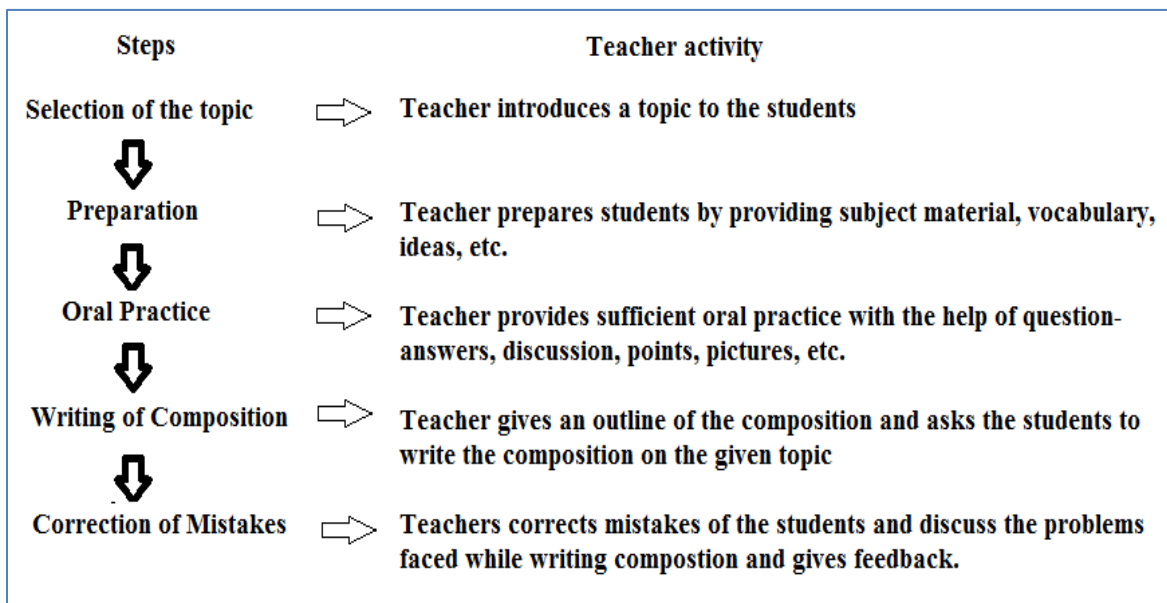 Steps Teacher activity
Selection of the topic Teacher introduces a topic to the students
Preparation Teacher prepares students by providing subject material, vocabulary,
ideas, etc.
Oral Practice Teacher provides sufficient oral practice with the help of question-
answers, discussion, points, pictures, etc.
Writing of Composition Teacher gives an outline of the composition and asks the students to
write the composition on the given topic
Correction of Mistakes Teachers corrects mistakes of the students and discuss the problems
faced while writing compostion and gives feedback.